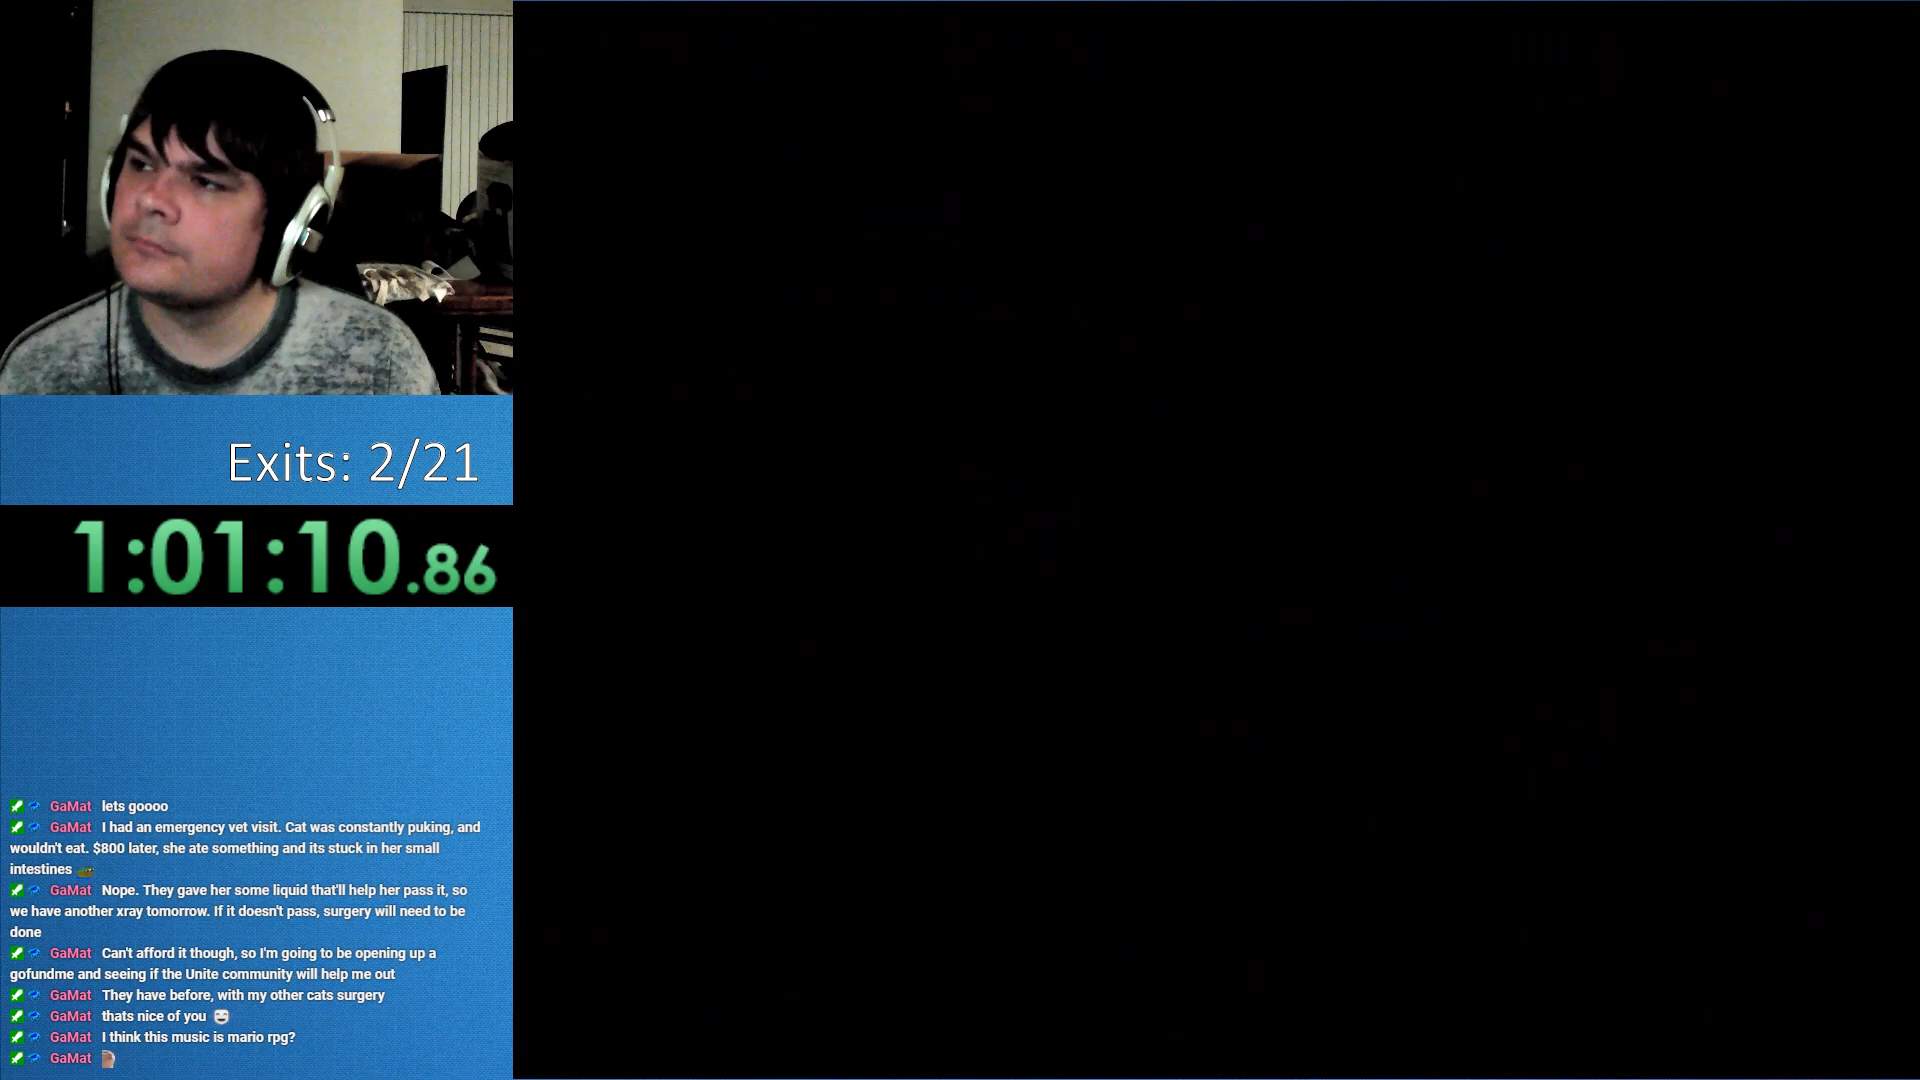 Exits: 2/21
1:01:10.86
GaMat lets goooo
GaMat I had an emergency vet visit. Cat was constantly puking, and
wouldn't eat. $800 later, she ate something and its stuck in her small
intestines
GaMat Nope. They gave her some liquid that'll help her pass it, so
we have another xray tomorrow. If it doesn't pass, surgery will need to be
done
GaMat Can't afford it though, so I'm going to be opening up a
gofundme and seeing if the Unite community will help me out
GaMat They have before, with my other cats surgery
GaMat thats nice of you
GaMat I think this music is mario rpg?
GaMat